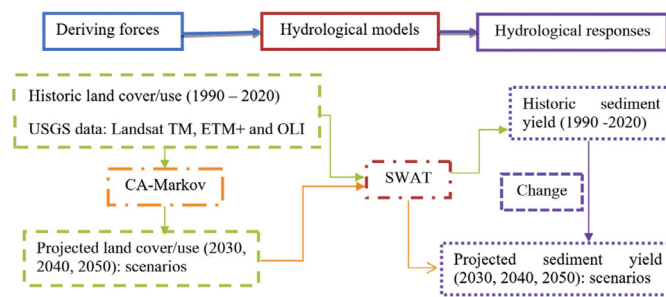 Deriving forces
Hydrological models
Hydrological responses
Historic land cover/use (1990 – 2020)
USGS data: Landsat TM, ETM+ and OLI
CA-Markov
Projected land cover/use (2030,
2040, 2050): scenarios
SWAT
Historic sediment
yield (1990 -2020)
Change
Projected sediment yield
(2030, 2040, 2050): scenarios